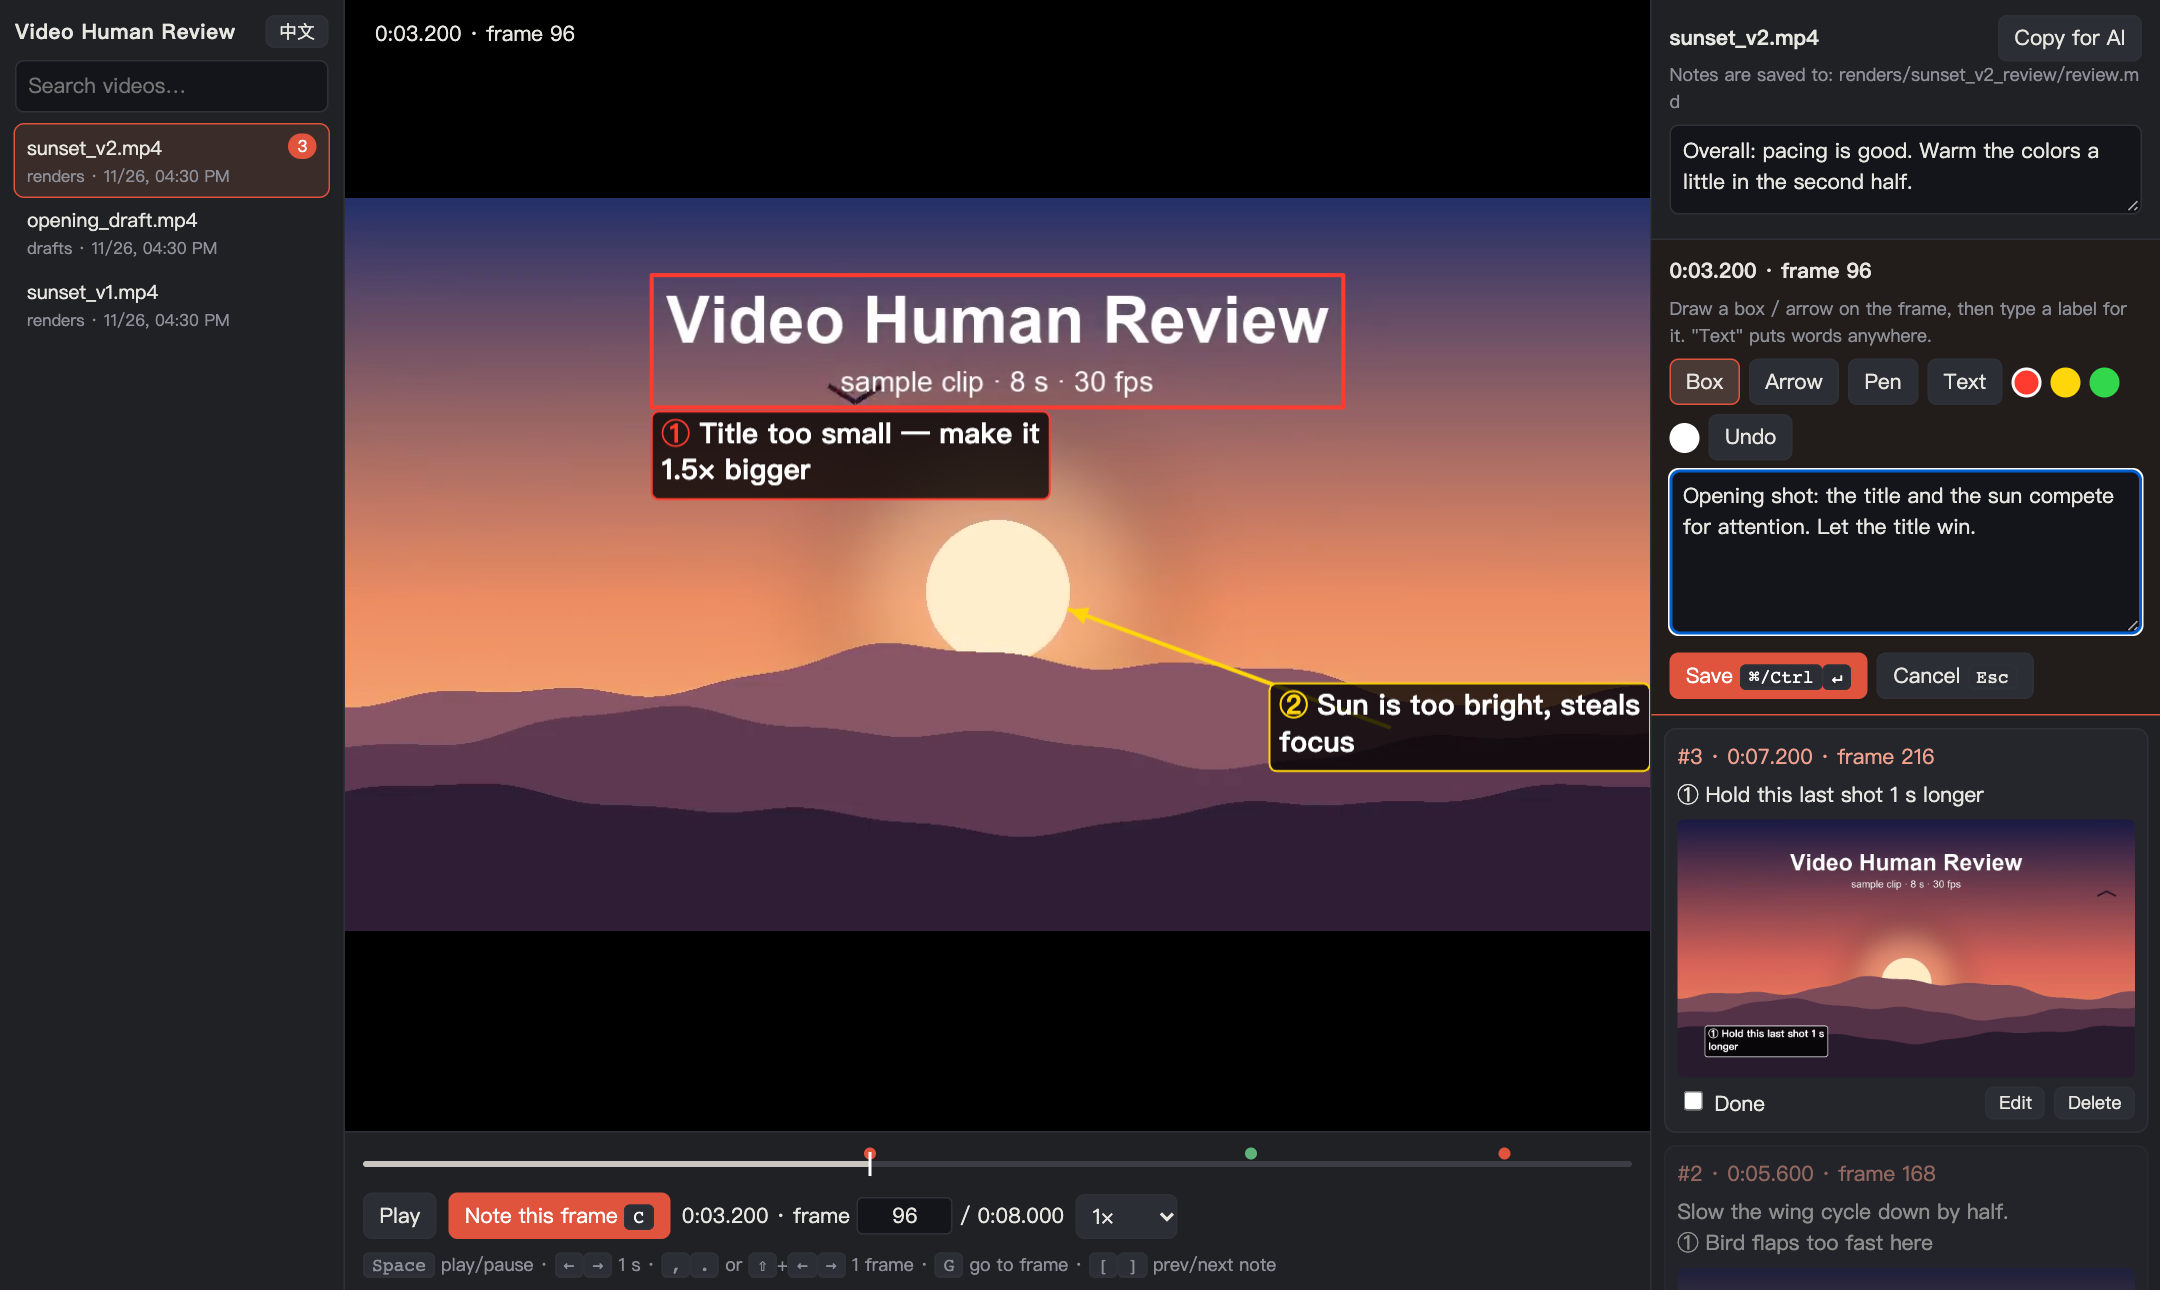 Video Human Review
中文
Search videos...
sunset_v2.mp4
3
renders · 11/26, 04:30 PM
opening_draft.mp4
drafts · 11/26, 04:30 PM
sunset_v1.mp4
renders · 11/26, 04:30 PM
0:03.200 · frame 96
Video Human Review
sample clip · 8 s · 30 fps
① Title too small — make it
1.5× bigger
② Sun is too bright, steals
focus
Play
Note this frame C
0:03.200 · frame 96 / 0:08.000
1×
Space play/pause · ← → 1 s · , . or ⇧+← → 1 frame · G go to frame · [ ] prev/next note
sunset_v2.mp4
Copy for AI
Notes are saved to: renders/sunset_v2_review/review.m
d
Overall: pacing is good. Warm the colors a
little in the second half.
0:03.200 · frame 96
Draw a box / arrow on the frame, then type a label for
it. "Text" puts words anywhere.
Box Arrow Pen Text
Undo
Opening shot: the title and the sun compete
for attention. Let the title win.
Save ⌘/Ctrl ↵ Cancel Esc
#3 · 0:07.200 · frame 216
① Hold this last shot 1 s longer
Video Human Review
sample clip · 8 s · 30 fps
① Hold this last shot 1 s
longer
Done Edit Delete
#2 · 0:05.600 · frame 168
Slow the wing cycle down by half.
① Bird flaps too fast here